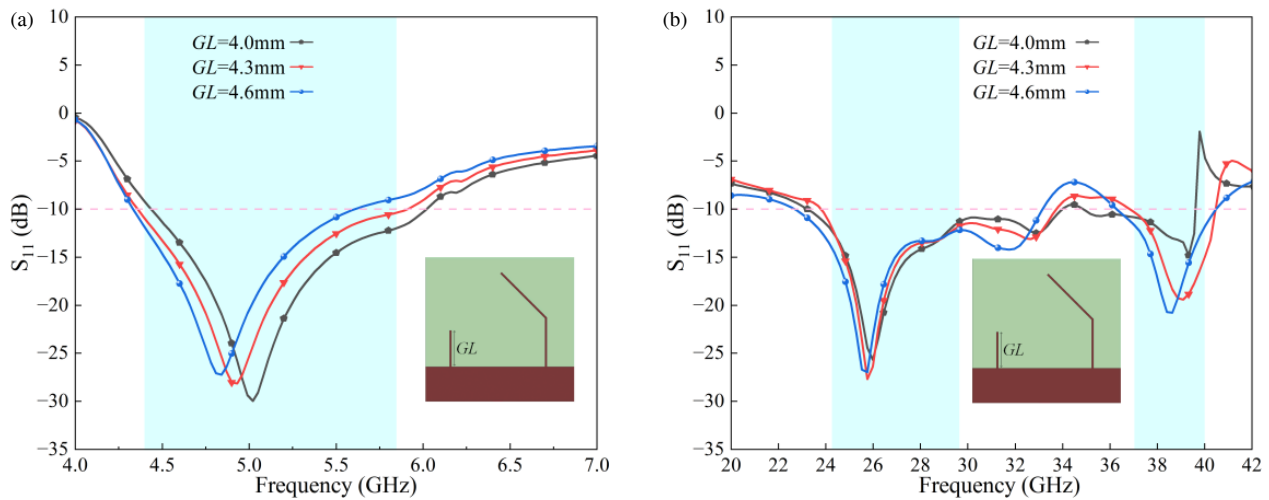 (a)
S11 (dB)
10
5
0
−5
−10
−15
−20
−25
−30
−35
GL=4.0mm
GL=4.3mm
GL=4.6mm
GL
4.0 4.5 5.0 5.5 6.0 6.5 7.0
Frequency (GHz)
(b)
S11 (dB)
10
5
0
−5
−10
−15
−20
−25
−30
−35
GL=4.0mm
GL=4.3mm
GL=4.6mm
GL
20 22 24 26 28 30 32 34 36 38 40 42
Frequency (GHz)